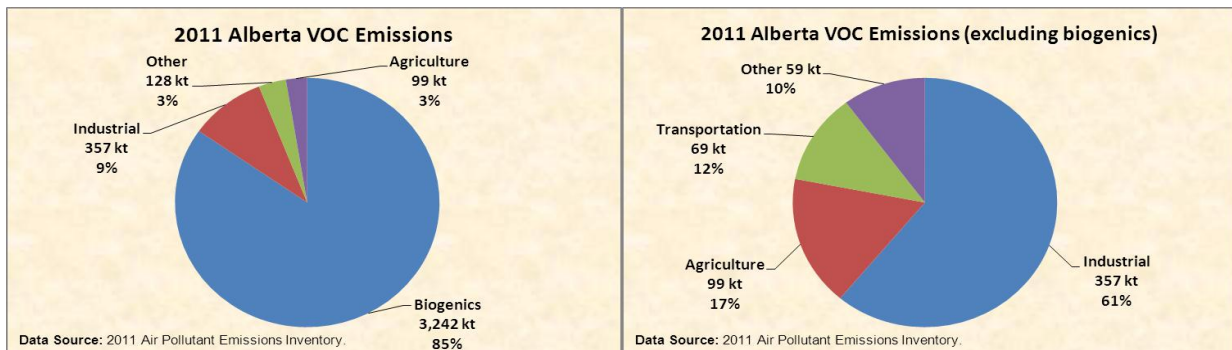 2011 Alberta VOC Emissions
Other
128 kt
3%
Agriculture
99 kt
3%
Industrial
357 kt
9%
Biogenics
3,242 kt
85%
Data Source: 2011 Air Pollutant Emissions Inventory.
2011 Alberta VOC Emissions (excluding biogenics)
Other 59 kt
10%
Transportation
69 kt
12%
Agriculture
99 kt
17%
Industrial
357 kt
61%
Data Source: 2011 Air Pollutant Emissions Inventory.